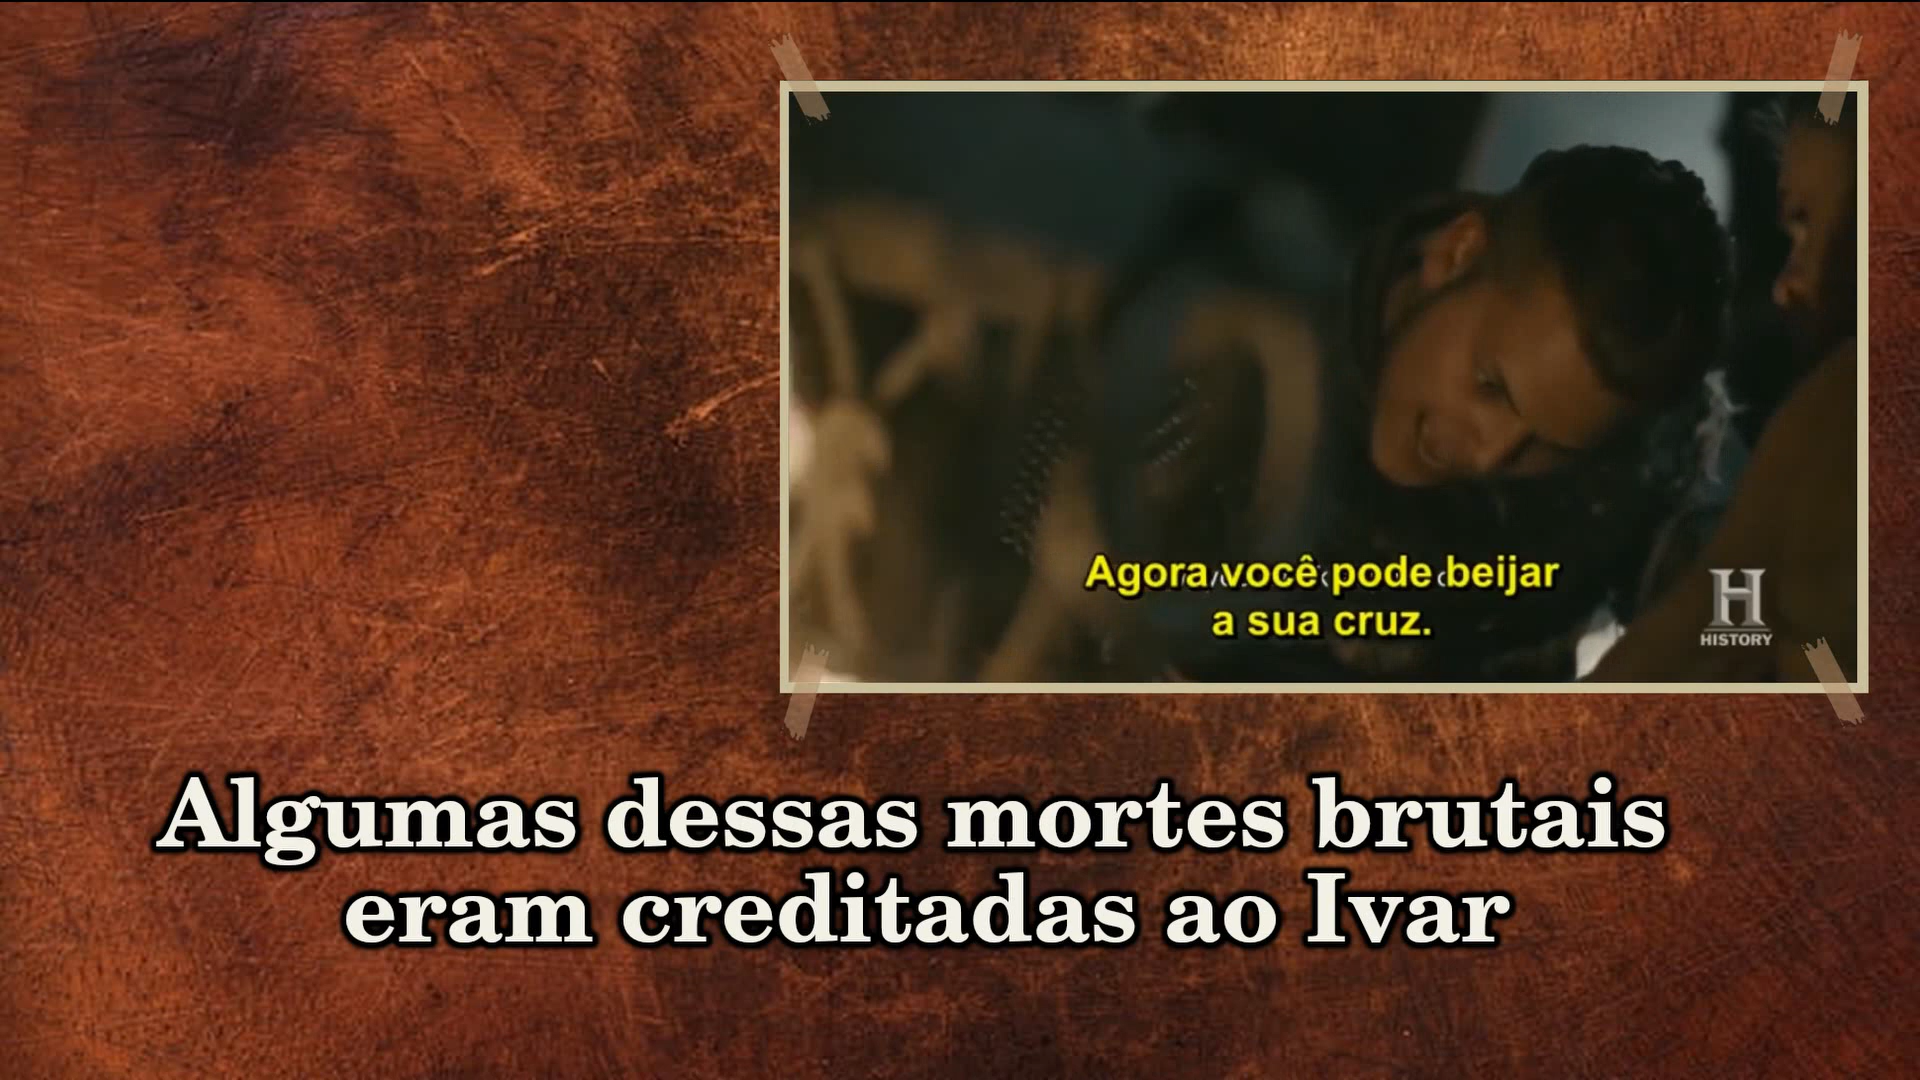 Agora você pode beijar
a sua cruz.
H
HISTORY
Algumas dessas mortes brutais
eram creditadas ao Ivar